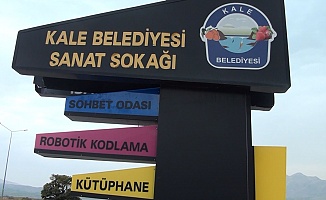 KALE BELEDİYESİ
SANAT SOKAĞI
KALE
BELEDİYESİ
SOHBET ODASI
ROBOTİK KODLAMA
KÜTÜPHANE